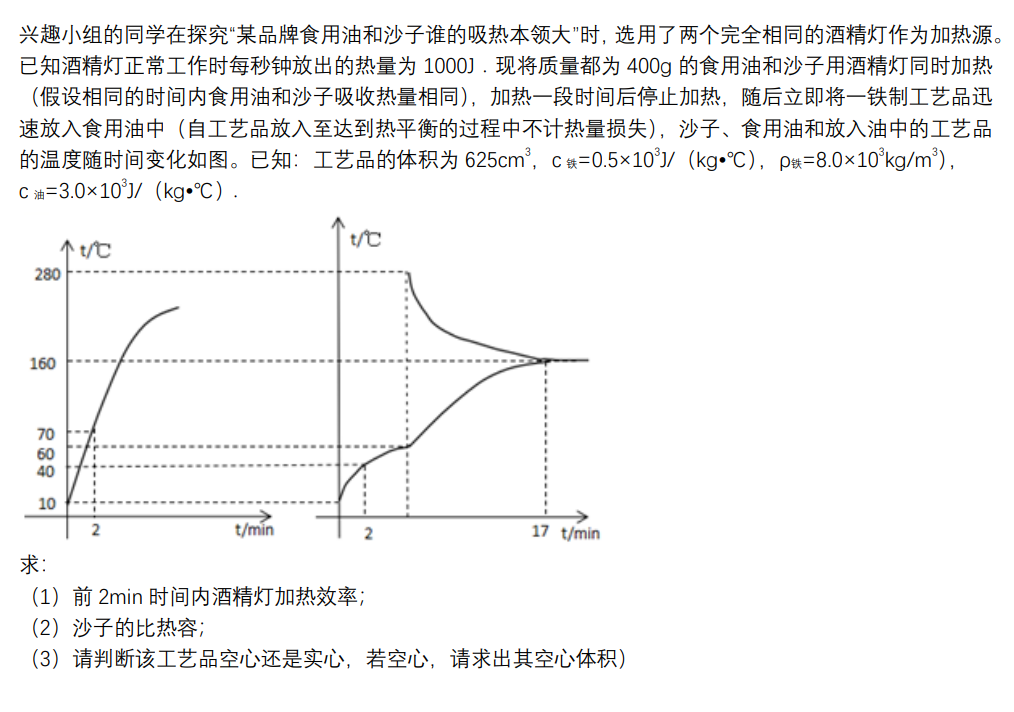 兴趣小组的同学在探究“某品牌食用油和沙子谁的吸热本领大”时，选用了两个完全相同的酒精灯作为加热源。
已知酒精灯正常工作时每秒钟放出的热量为 1000J．现将质量都为 400g 的食用油和沙子用酒精灯同时加热
（假设相同的时间内食用油和沙子吸收热量相同），加热一段时间后停止加热，随后立即将一铁制工艺品迅
速放入食用油中（自工艺品放入至达到热平衡的过程中不计热量损失），沙子、食用油和放入油中的工艺品
的温度随时间变化如图。已知：工艺品的体积为 625cm³，c 铁=0.5×10³J/（kg•℃），ρ铁=8.0×10³kg/m³），
c 油=3.0×10³J/（kg•℃）.
t/℃
280
160
70
60
40
10
2
t/min
t/℃
2
17
t/min
求：
（1）前 2min 时间内酒精灯加热效率；
（2）沙子的比热容；
（3）请判断该工艺品空心还是实心，若空心，请求出其空心体积）